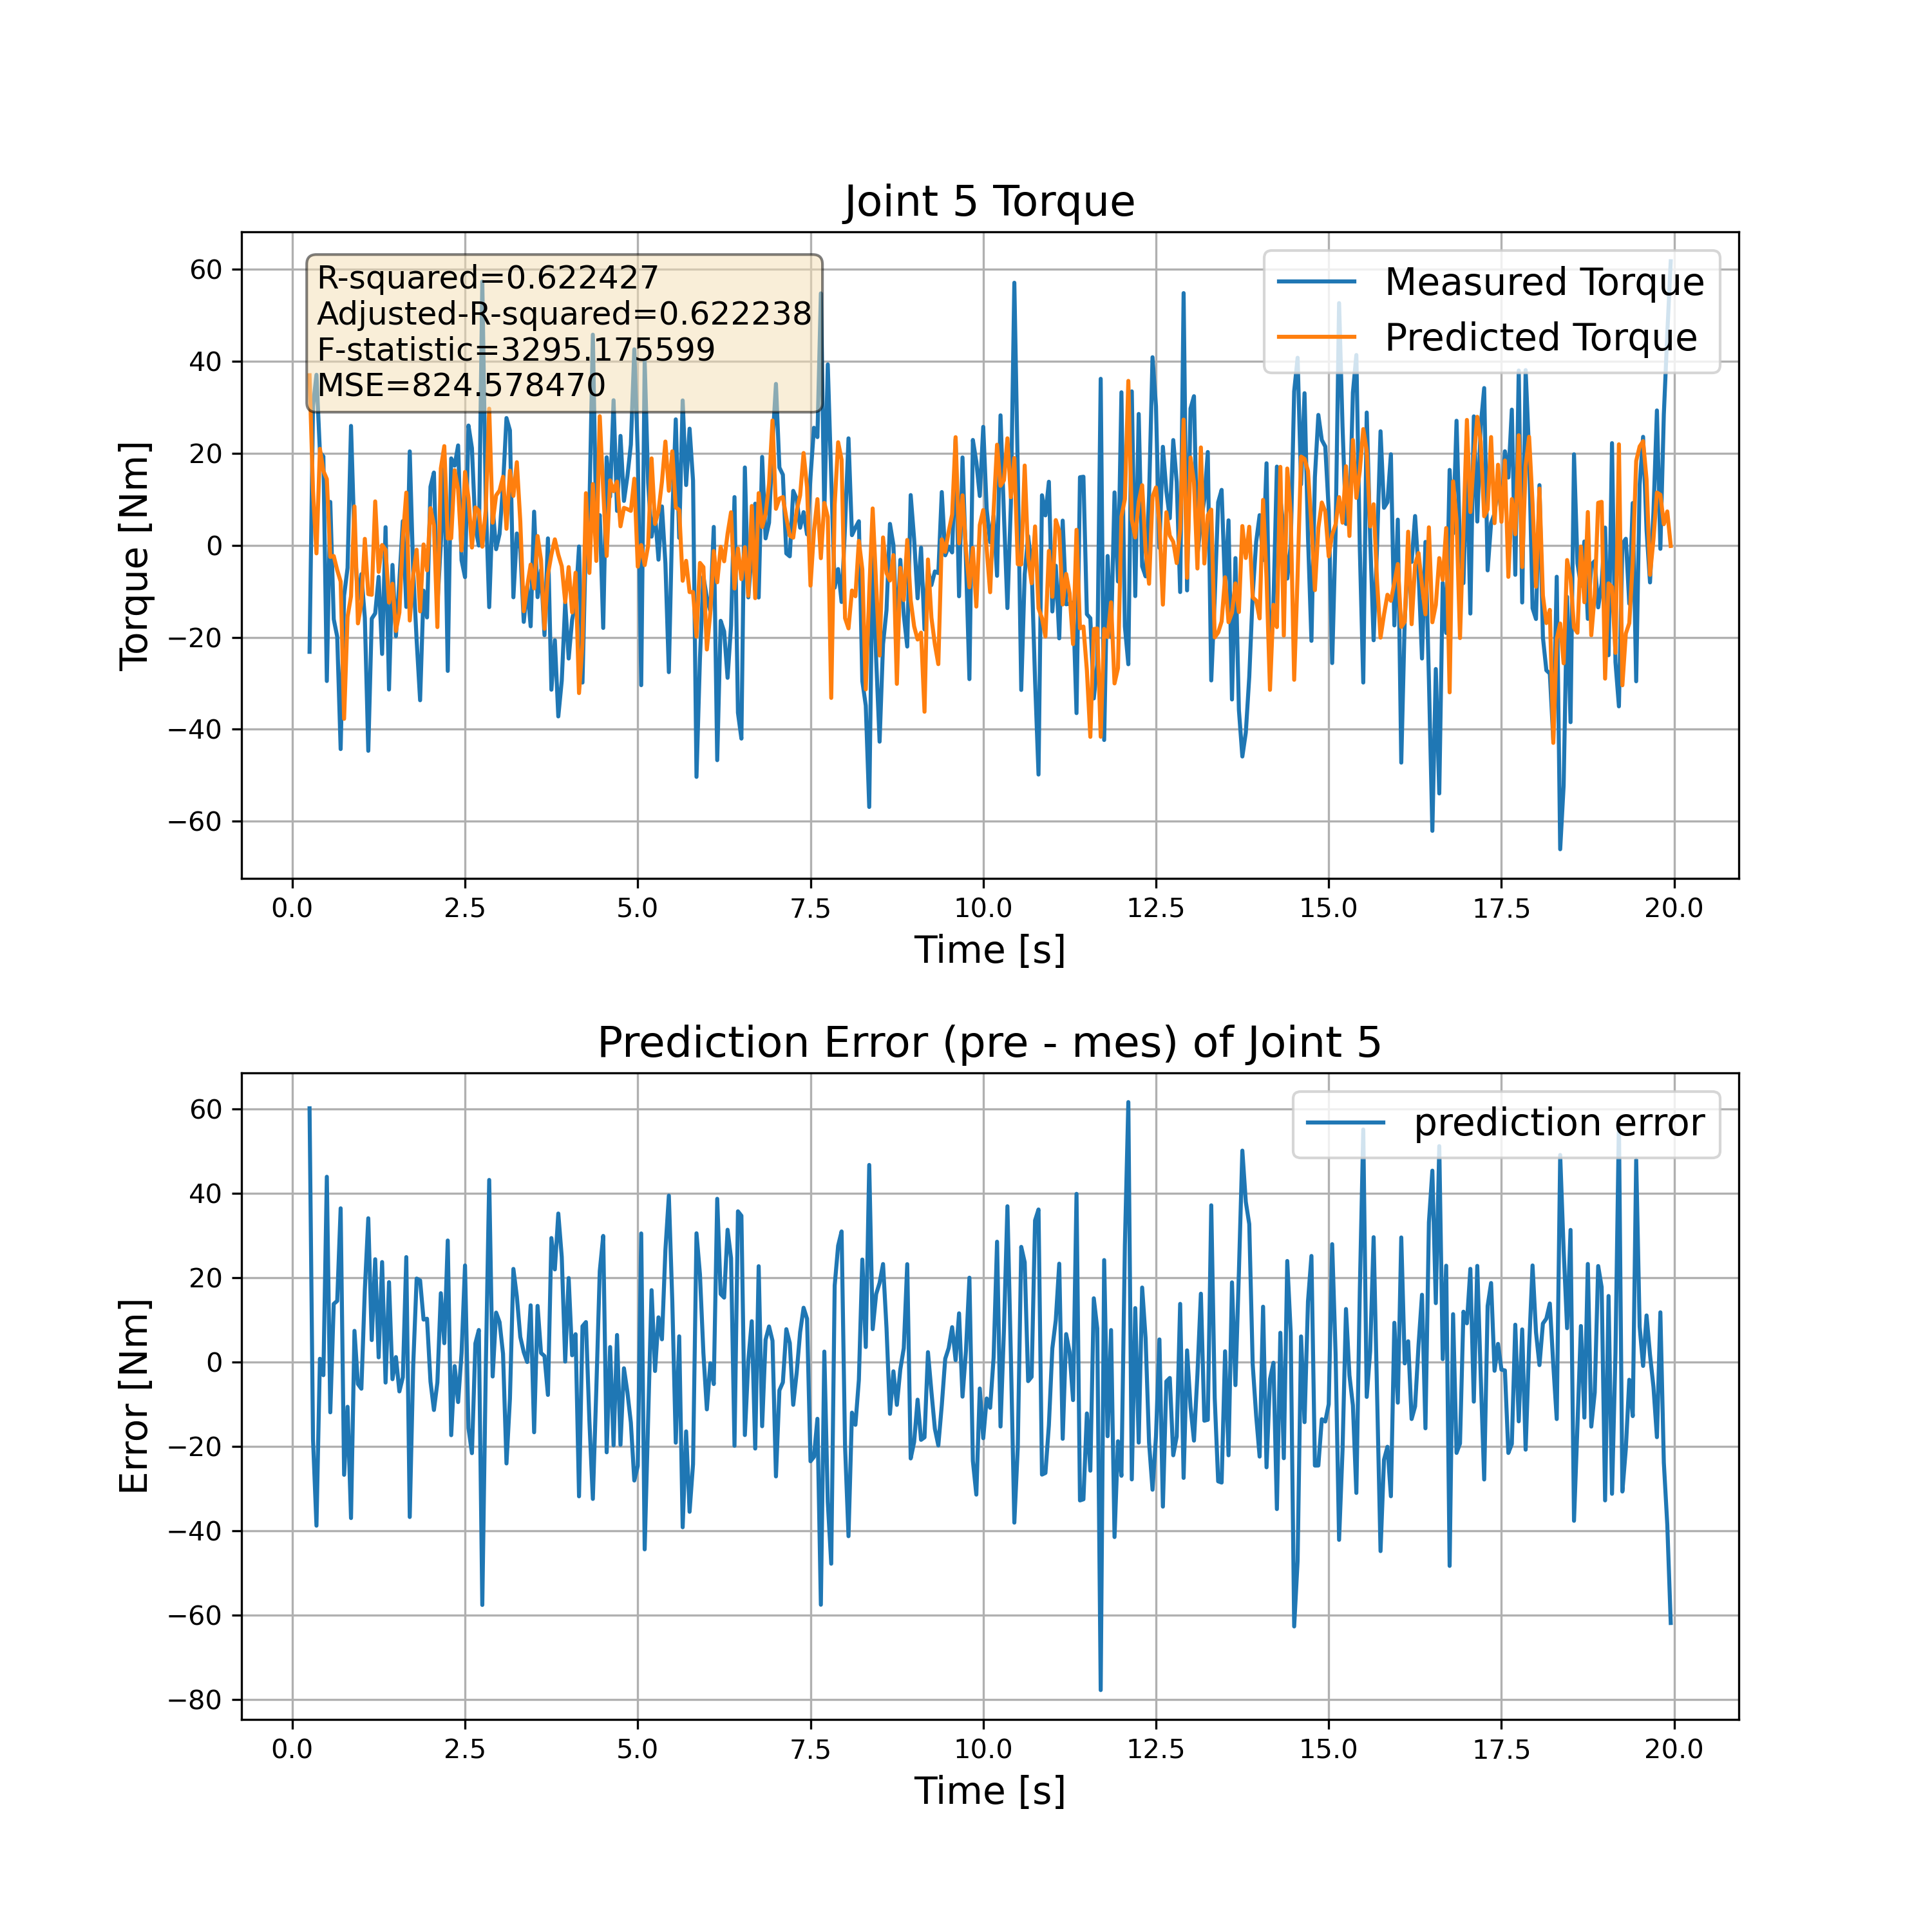 Joint 5 Torque
R-squared=0.622427
Adjusted-R-squared=0.622238
F-statistic=3295.175599
MSE=824.578470
Measured Torque
Predicted Torque
Torque [Nm]
60
40
20
0
−20
−40
−60
0.0 2.5 5.0 7.5 10.0 12.5 15.0 17.5 20.0
Time [s]
Prediction Error (pre - mes) of Joint 5
prediction error
Error [Nm]
60
40
20
0
−20
−40
−60
−80
0.0 2.5 5.0 7.5 10.0 12.5 15.0 17.5 20.0
Time [s]